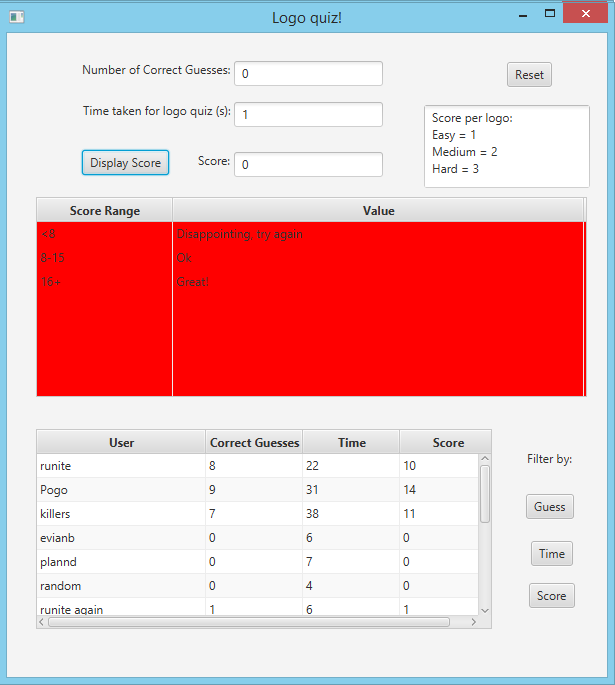 Logo quiz!
Number of Correct Guesses: 0
Reset
Time taken for logo quiz (s): 1
Score per logo:
Easy = 1
Medium = 2
Hard = 3
Display Score Score: 0
Score Range Value
<8 Disappointing, try again
8-15 Ok
16+ Great!
User Correct Guesses Time Score
runite 8 22 10
Pogo 9 31 14
killers 7 38 11
evianb 0 6 0
plannd 0 7 0
random 0 4 0
runite again 1 6 1
Filter by:
Guess
Time
Score